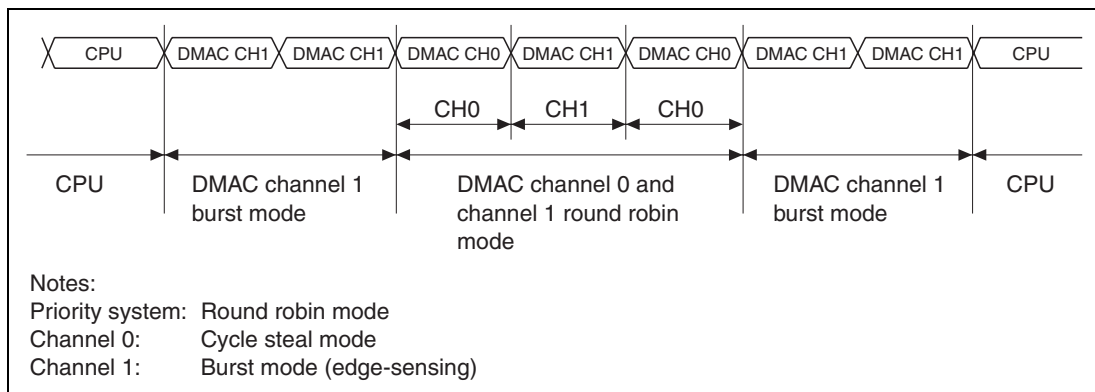 CPU DMAC CH1 DMAC CH1 DMAC CH0 DMAC CH1 DMAC CH0 DMAC CH1 DMAC CH1 CPU
CH0 CH1 CH0
CPU
DMAC channel 1
burst mode
DMAC channel 0 and
channel 1 round robin
mode
DMAC channel 1
burst mode
CPU
Notes:
Priority system: Round robin mode
Channel 0: Cycle steal mode
Channel 1: Burst mode (edge-sensing)